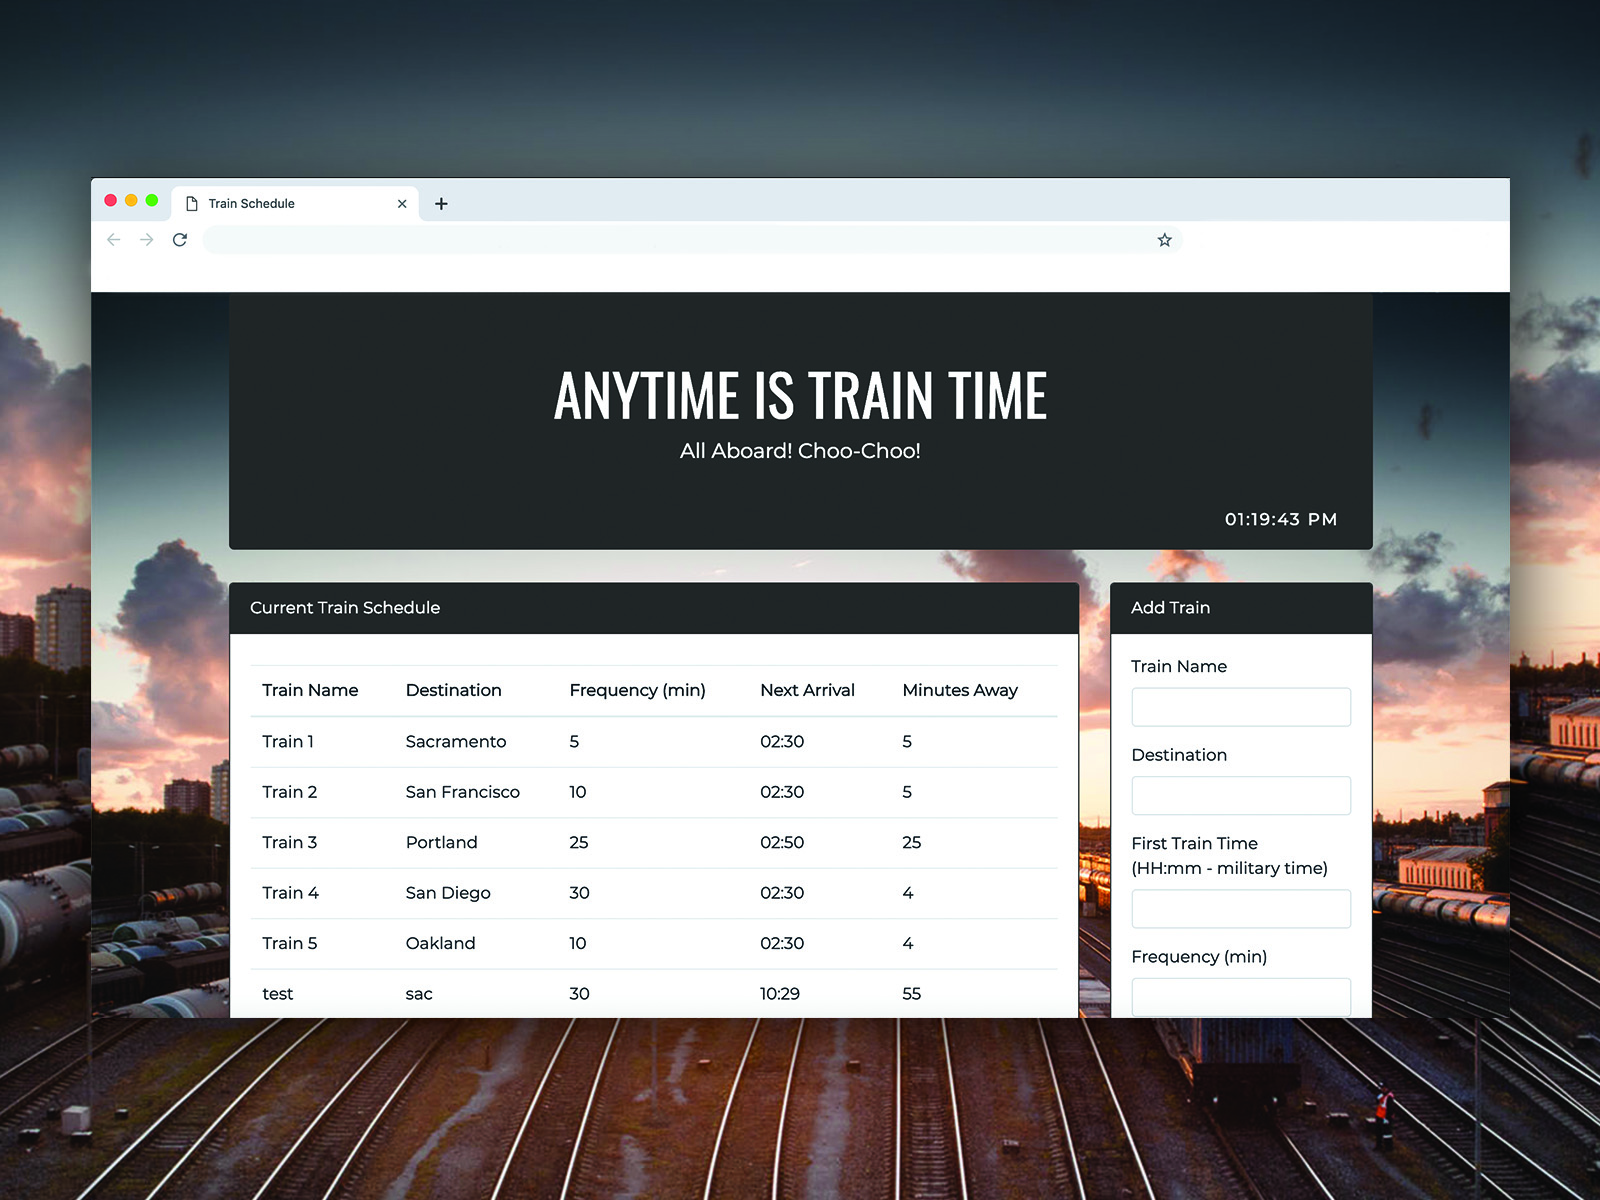 Train Schedule
ANYTIME IS TRAIN TIME
All Aboard! Choo-Choo!
01:19:43 PM
Current Train Schedule
Train Name Destination Frequency (min) Next Arrival Minutes Away
Train 1 Sacramento 5 02:30 5
Train 2 San Francisco 10 02:30 5
Train 3 Portland 25 02:50 25
Train 4 San Diego 30 02:30 4
Train 5 Oakland 10 02:30 4
test sac 30 10:29 55
Add Train
Train Name
Destination
First Train Time
(HH:mm - military time)
Frequency (min)